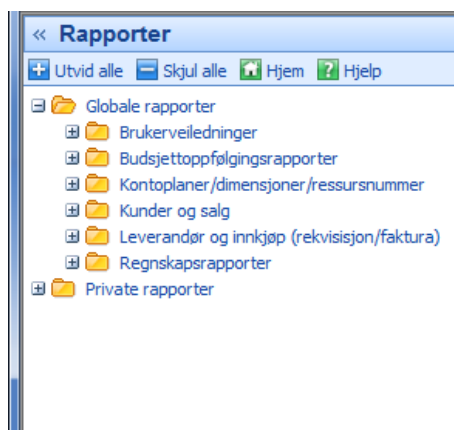 « Rapporter
Utvid alle Skjul alle Hjem Hjelp
Globale rapporter
Brukerveiledninger
Budsjettoppfølgingsrapporter
Kontoplaner/dimensjoner/ressursnummer
Kunder og salg
Leverandør og innkjøp (rekvisisjon/faktura)
Regnskapsrapporter
Private rapporter